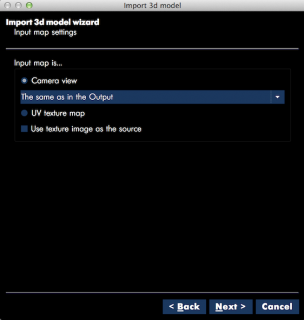 Import 3d model
Import 3d model wizard
Input map settings
Input map is...
Camera view
The same as in the Output
UV texture map
Use texture image as the source
< Back
Next >
Cancel